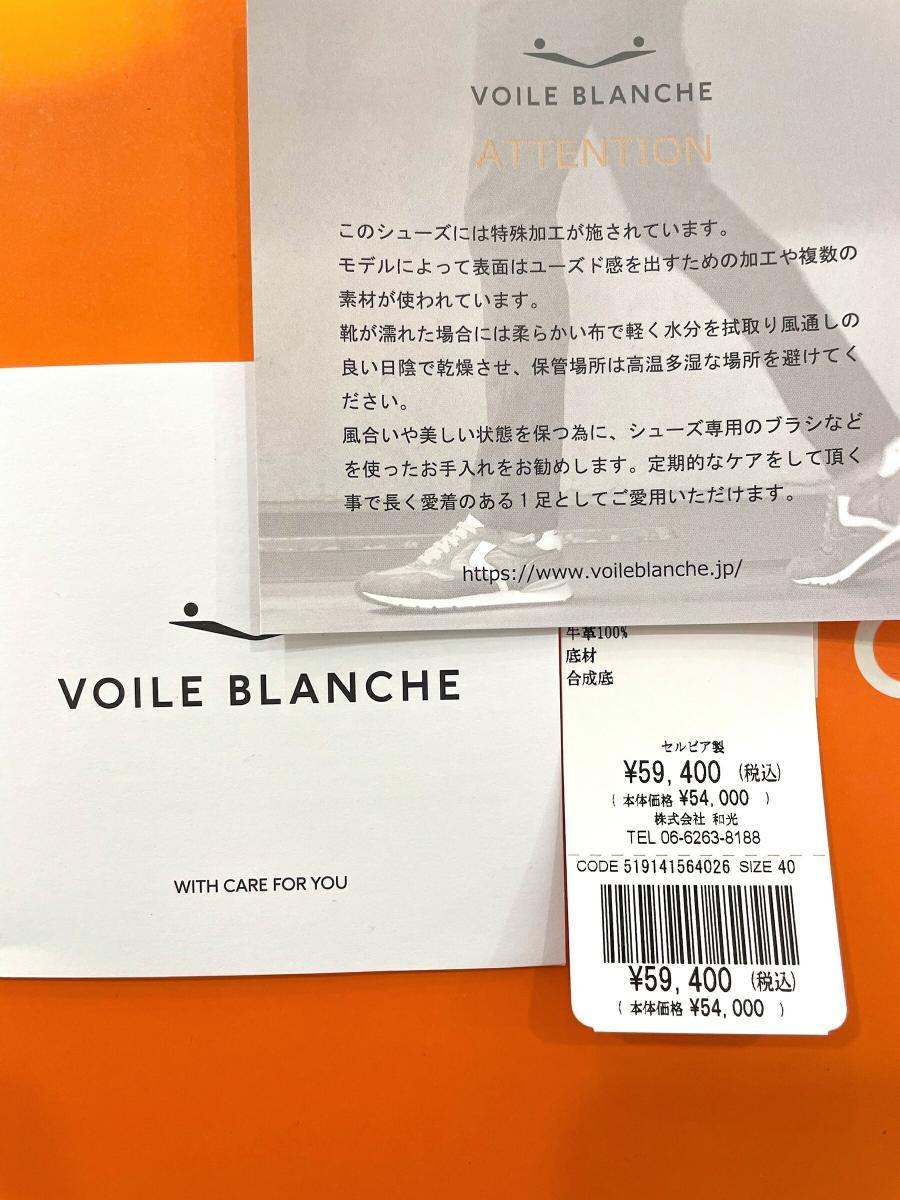 VOILE BLANCHE
ATTENTION
このシューズには特殊加工が施されています。
モデルによって表面はユーズド感を出すための加工や複数の
素材が使われています。
靴が濡れた場合には柔らかい布で軽く水分を拭取り風通しの
良い日陰で乾燥させ、保管場所は高温多湿な場所を避けてく
ださい。
風合いや美しい状態を保つ為に、シューズ専用のブラシなど
を使ったお手入れをお勧めします。定期的なケアをして頂く
事で長く愛着のある1足としてご愛用いただけます。
https://www.voileblanche.jp/
VOILE BLANCHE
WITH CARE FOR YOU
牛革100%
底材
合成底
セルビア製
¥59,400 (税込)
( 本体価格 ¥54,000 )
株式会社 和光
TEL 06-6263-8188
CODE 519141564026 SIZE 40
¥59,400 (税込)
( 本体価格 ¥54,000 )